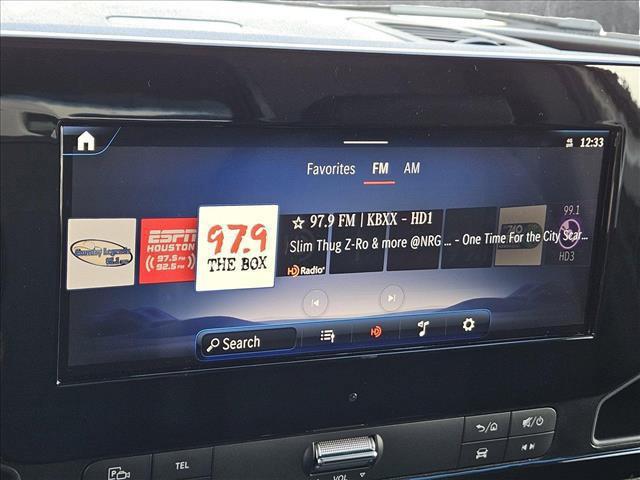 12:33
Favorites FM AM
ESPN
HOUSTON
97.5 FM
92.5 FM
97.9
THE BOX
☆ 97.9 FM | KBXX - HD1
Slim Thug Z-Ro & more @NRG ... - One Time For the City Scar...
HD Radio
99.1
HD3
Search
TEL
VOL
P